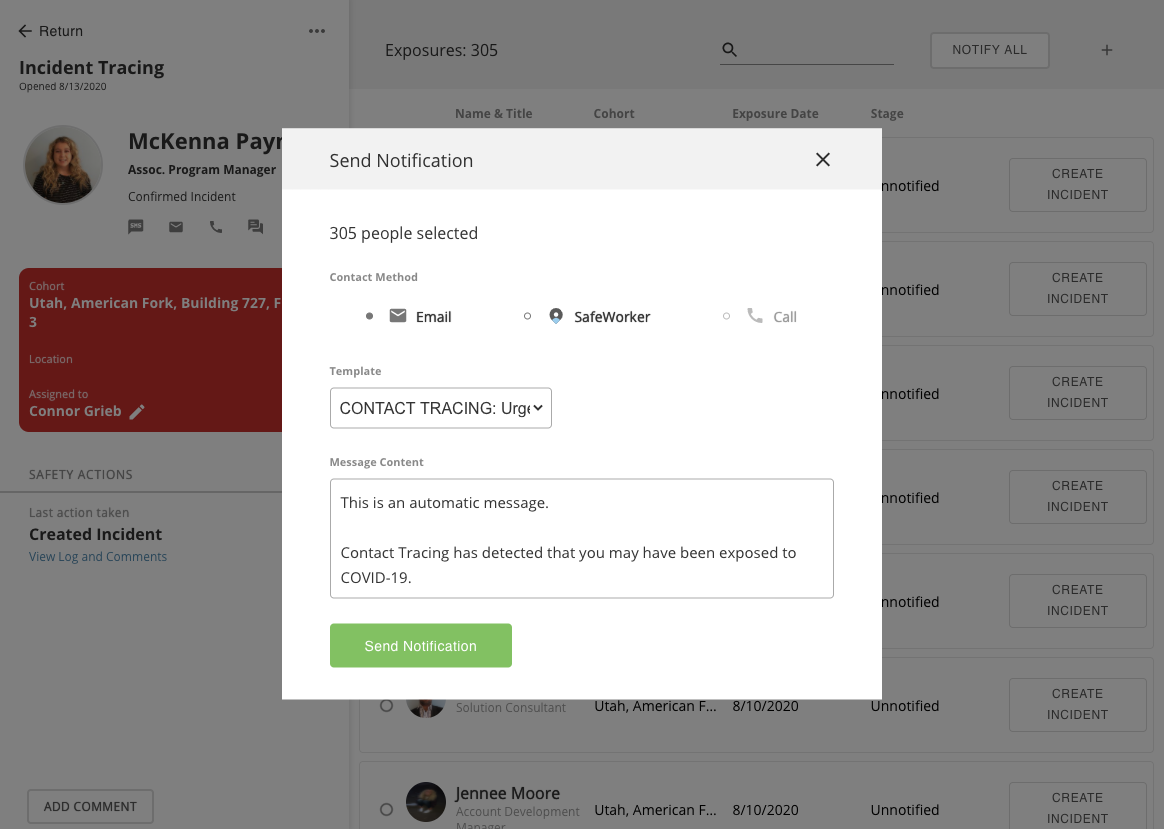 Return
Incident Tracing
Opened 8/13/2020
McKenna Payn
Assoc. Program Manager
Confirmed Incident
SMS
Cohort
Utah, American Fork, Building 727, F
3
Location
Assigned to
Connor Grieb
SAFETY ACTIONS
Last action taken
Created Incident
View Log and Comments
ADD COMMENT
Exposures: 305
NOTIFY ALL
+
Name & Title Cohort Exposure Date Stage
nnotified CREATE
INCIDENT
nnotified CREATE
INCIDENT
nnotified CREATE
INCIDENT
nnotified CREATE
INCIDENT
nnotified CREATE
INCIDENT
Solution Consultant Utah, American F... 8/10/2020 Unnotified CREATE
INCIDENT
Jennee Moore
Account Development
Manager
Utah, American F... 8/10/2020 Unnotified CREATE
INCIDENT
Send Notification
305 people selected
Contact Method
Email SafeWorker Call
Template
CONTACT TRACING: Urge
Message Content
This is an automatic message.
Contact Tracing has detected that you may have been exposed to
COVID-19.
Send Notification